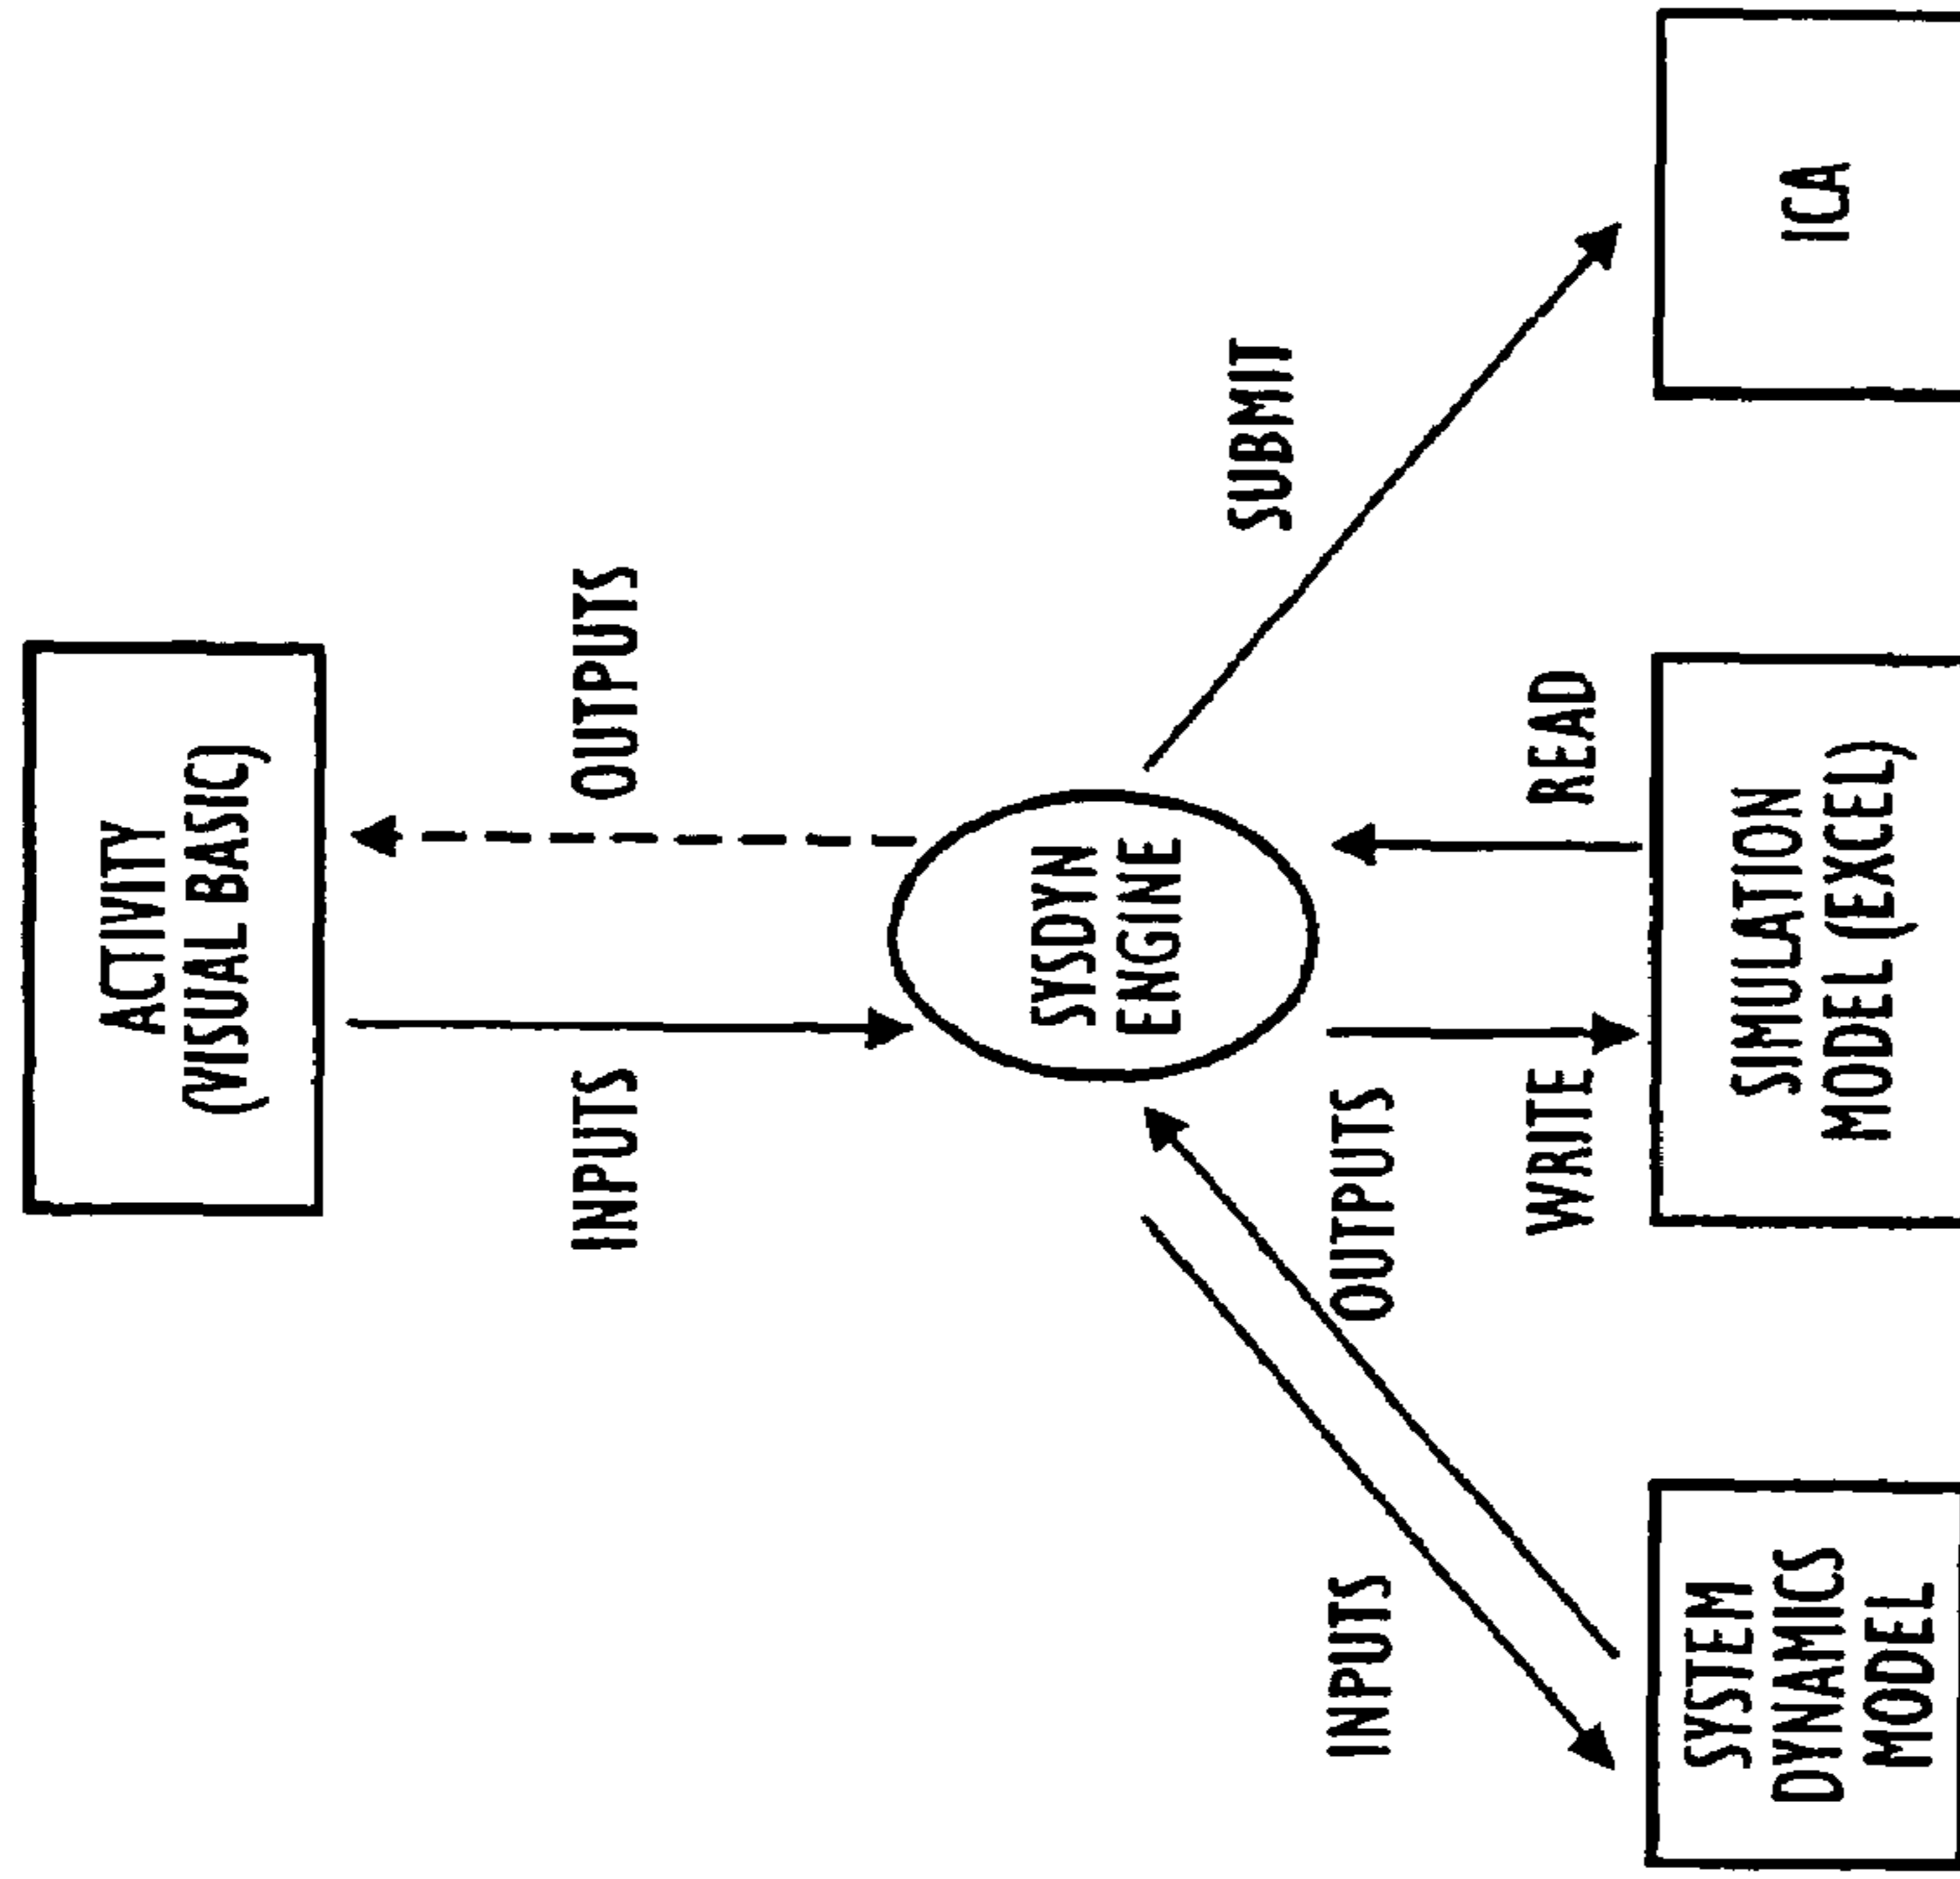 ACTIVITY
(VISUAL BASIC)
INPUTS
OUTPUTS
SYSDYN
ENGINE
SUBMIT
INPUTS
OUTPUTS
WRITE
READ
SYSTEM
DYNAMICS
MODEL
SIMULATION
MODEL (EXCEL)
ICA